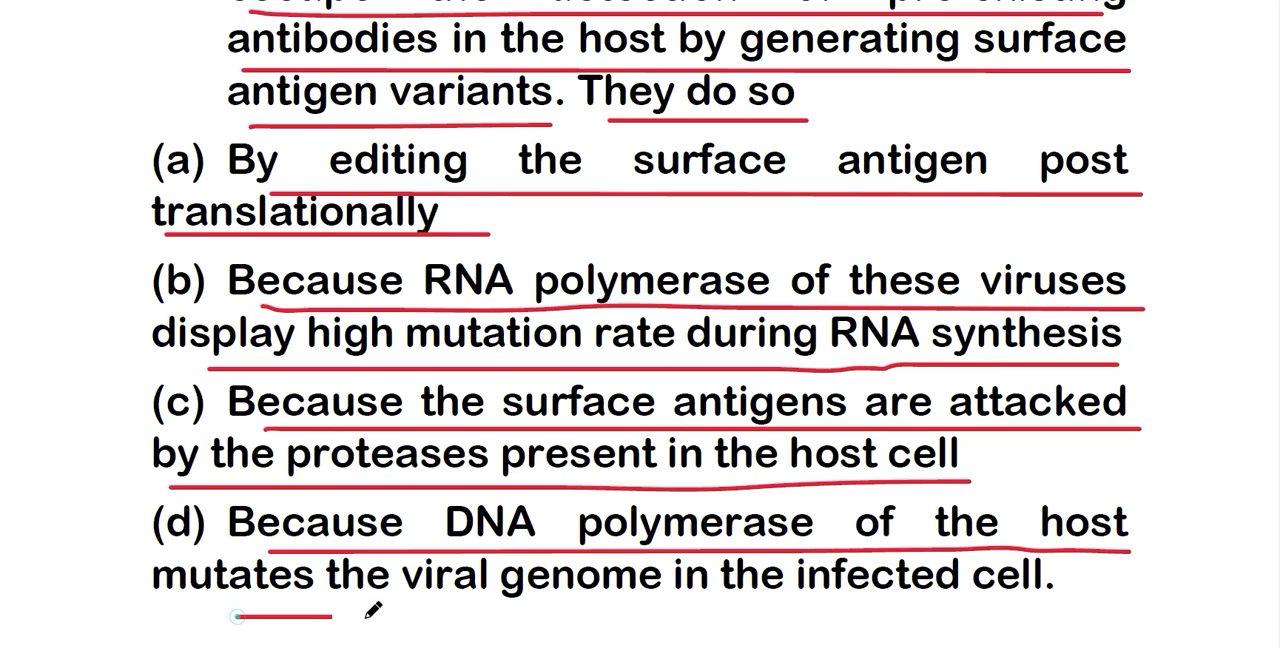 antibodies in the host by generating surface
antigen variants. They do so
(a) By editing the surface antigen post
translationally
(b) Because RNA polymerase of these viruses
display high mutation rate during RNA synthesis
(c) Because the surface antigens are attacked
by the proteases present in the host cell
(d) Because DNA polymerase of the host
mutates the viral genome in the infected cell.